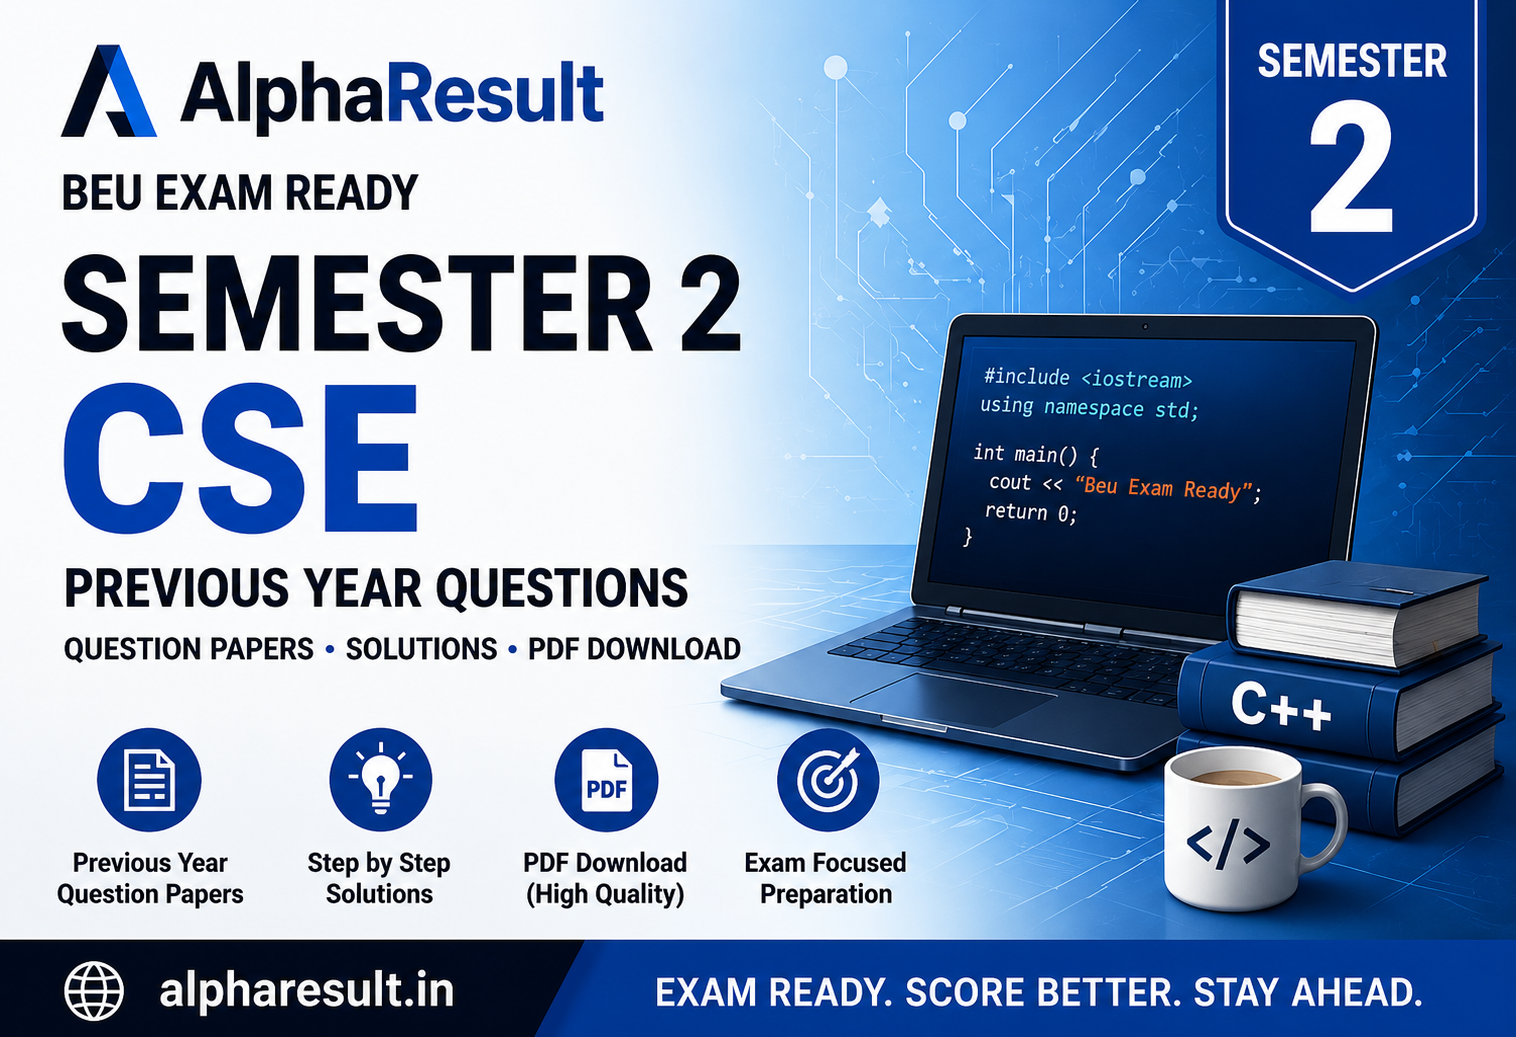 AlphaResult
BEU EXAM READY
SEMESTER 2
CSE
PREVIOUS YEAR QUESTIONS
QUESTION PAPERS • SOLUTIONS • PDF DOWNLOAD
SEMESTER
2
#include <iostream>
using namespace std;
int main() {
cout << “Beu Exam Ready”;
return 0;
}
C++
</>
PDF
Previous Year
Question Papers
Step by Step
Solutions
PDF Download
(High Quality)
Exam Focused
Preparation
alpharesult.in
EXAM READY. SCORE BETTER. STAY AHEAD.